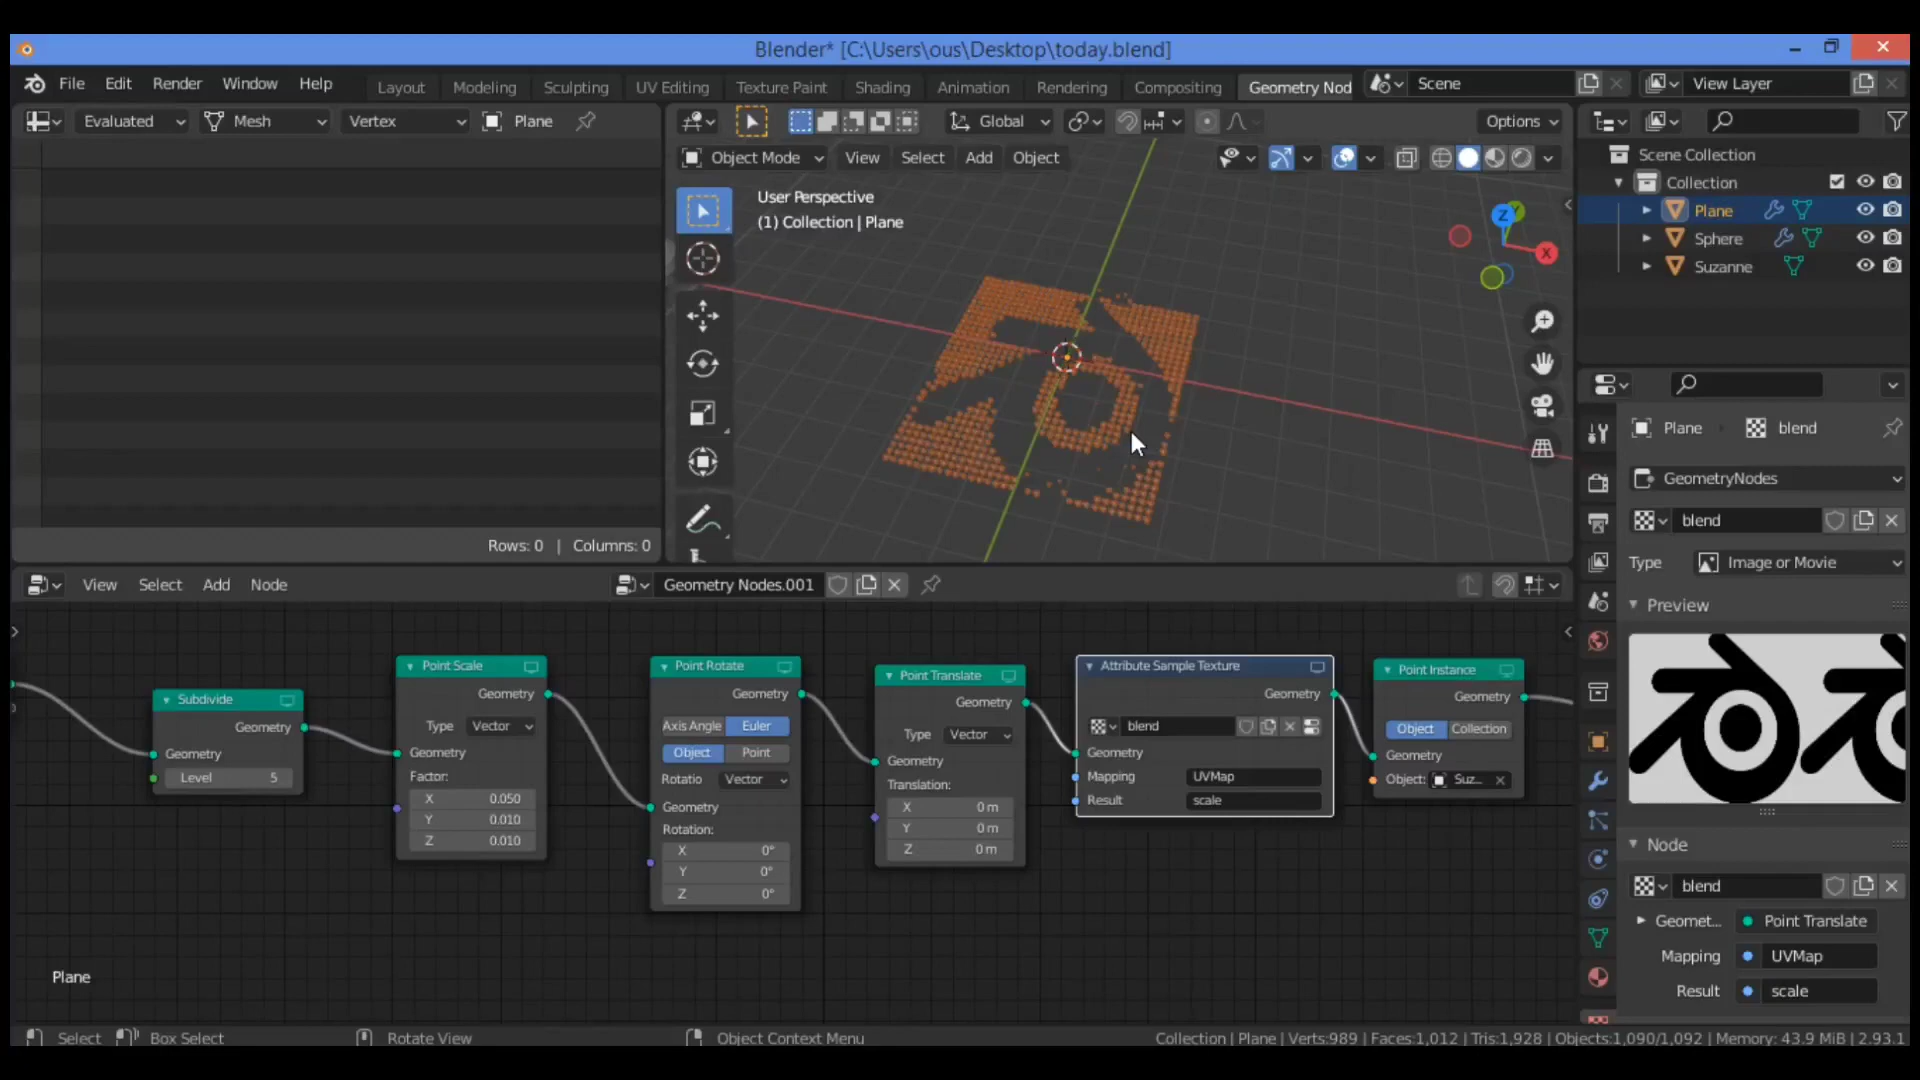 Blender* [C:\Users\ous\Desktop\today.blend]
File Edit Render Window Help Layout Modeling Sculpting UV Editing Texture Paint Shading Animation Rendering Compositing Geometry Nod Scene View Layer
Evaluated Mesh Vertex Plane Global Options
Object Mode View Select Add Object
User Perspective
(1) Collection | Plane
Z
X
Scene Collection
Collection
Plane
Sphere
Suzanne
Rows: 0 | Columns: 0
Plane blend
GeometryNodes
blend
Type Image or Movie
Preview
View Select Add Node Geometry Nodes.001
Subdivide
Geometry
Geometry
Level 5
Point Scale
Geometry
Type Vector
Geometry
Factor:
X 0.050
Y 0.010
Z 0.010
Point Rotate
Geometry
Axis Angle Euler
Object Point
Rotatio Vector
Geometry
Rotation:
X 0°
Y 0°
Z 0°
Point Translate
Geometry
Type Vector
Geometry
Translation:
X 0 m
Y 0 m
Z 0 m
Attribute Sample Texture
Geometry
blend
Geometry
Mapping UVMap
Result scale
Point Instance
Geometry
Object Collection
Geometry
Object: Suz...
Node
blend
Geomet... Point Translate
Mapping UVMap
Result scale
Plane
Select Box Select Rotate View Object Context Menu Collection | Plane | Verts:989 | Faces:1,012 | Tris:1,928 | Objects:1,090/1,092 | Memory: 43.9 MiB | 2.93.1